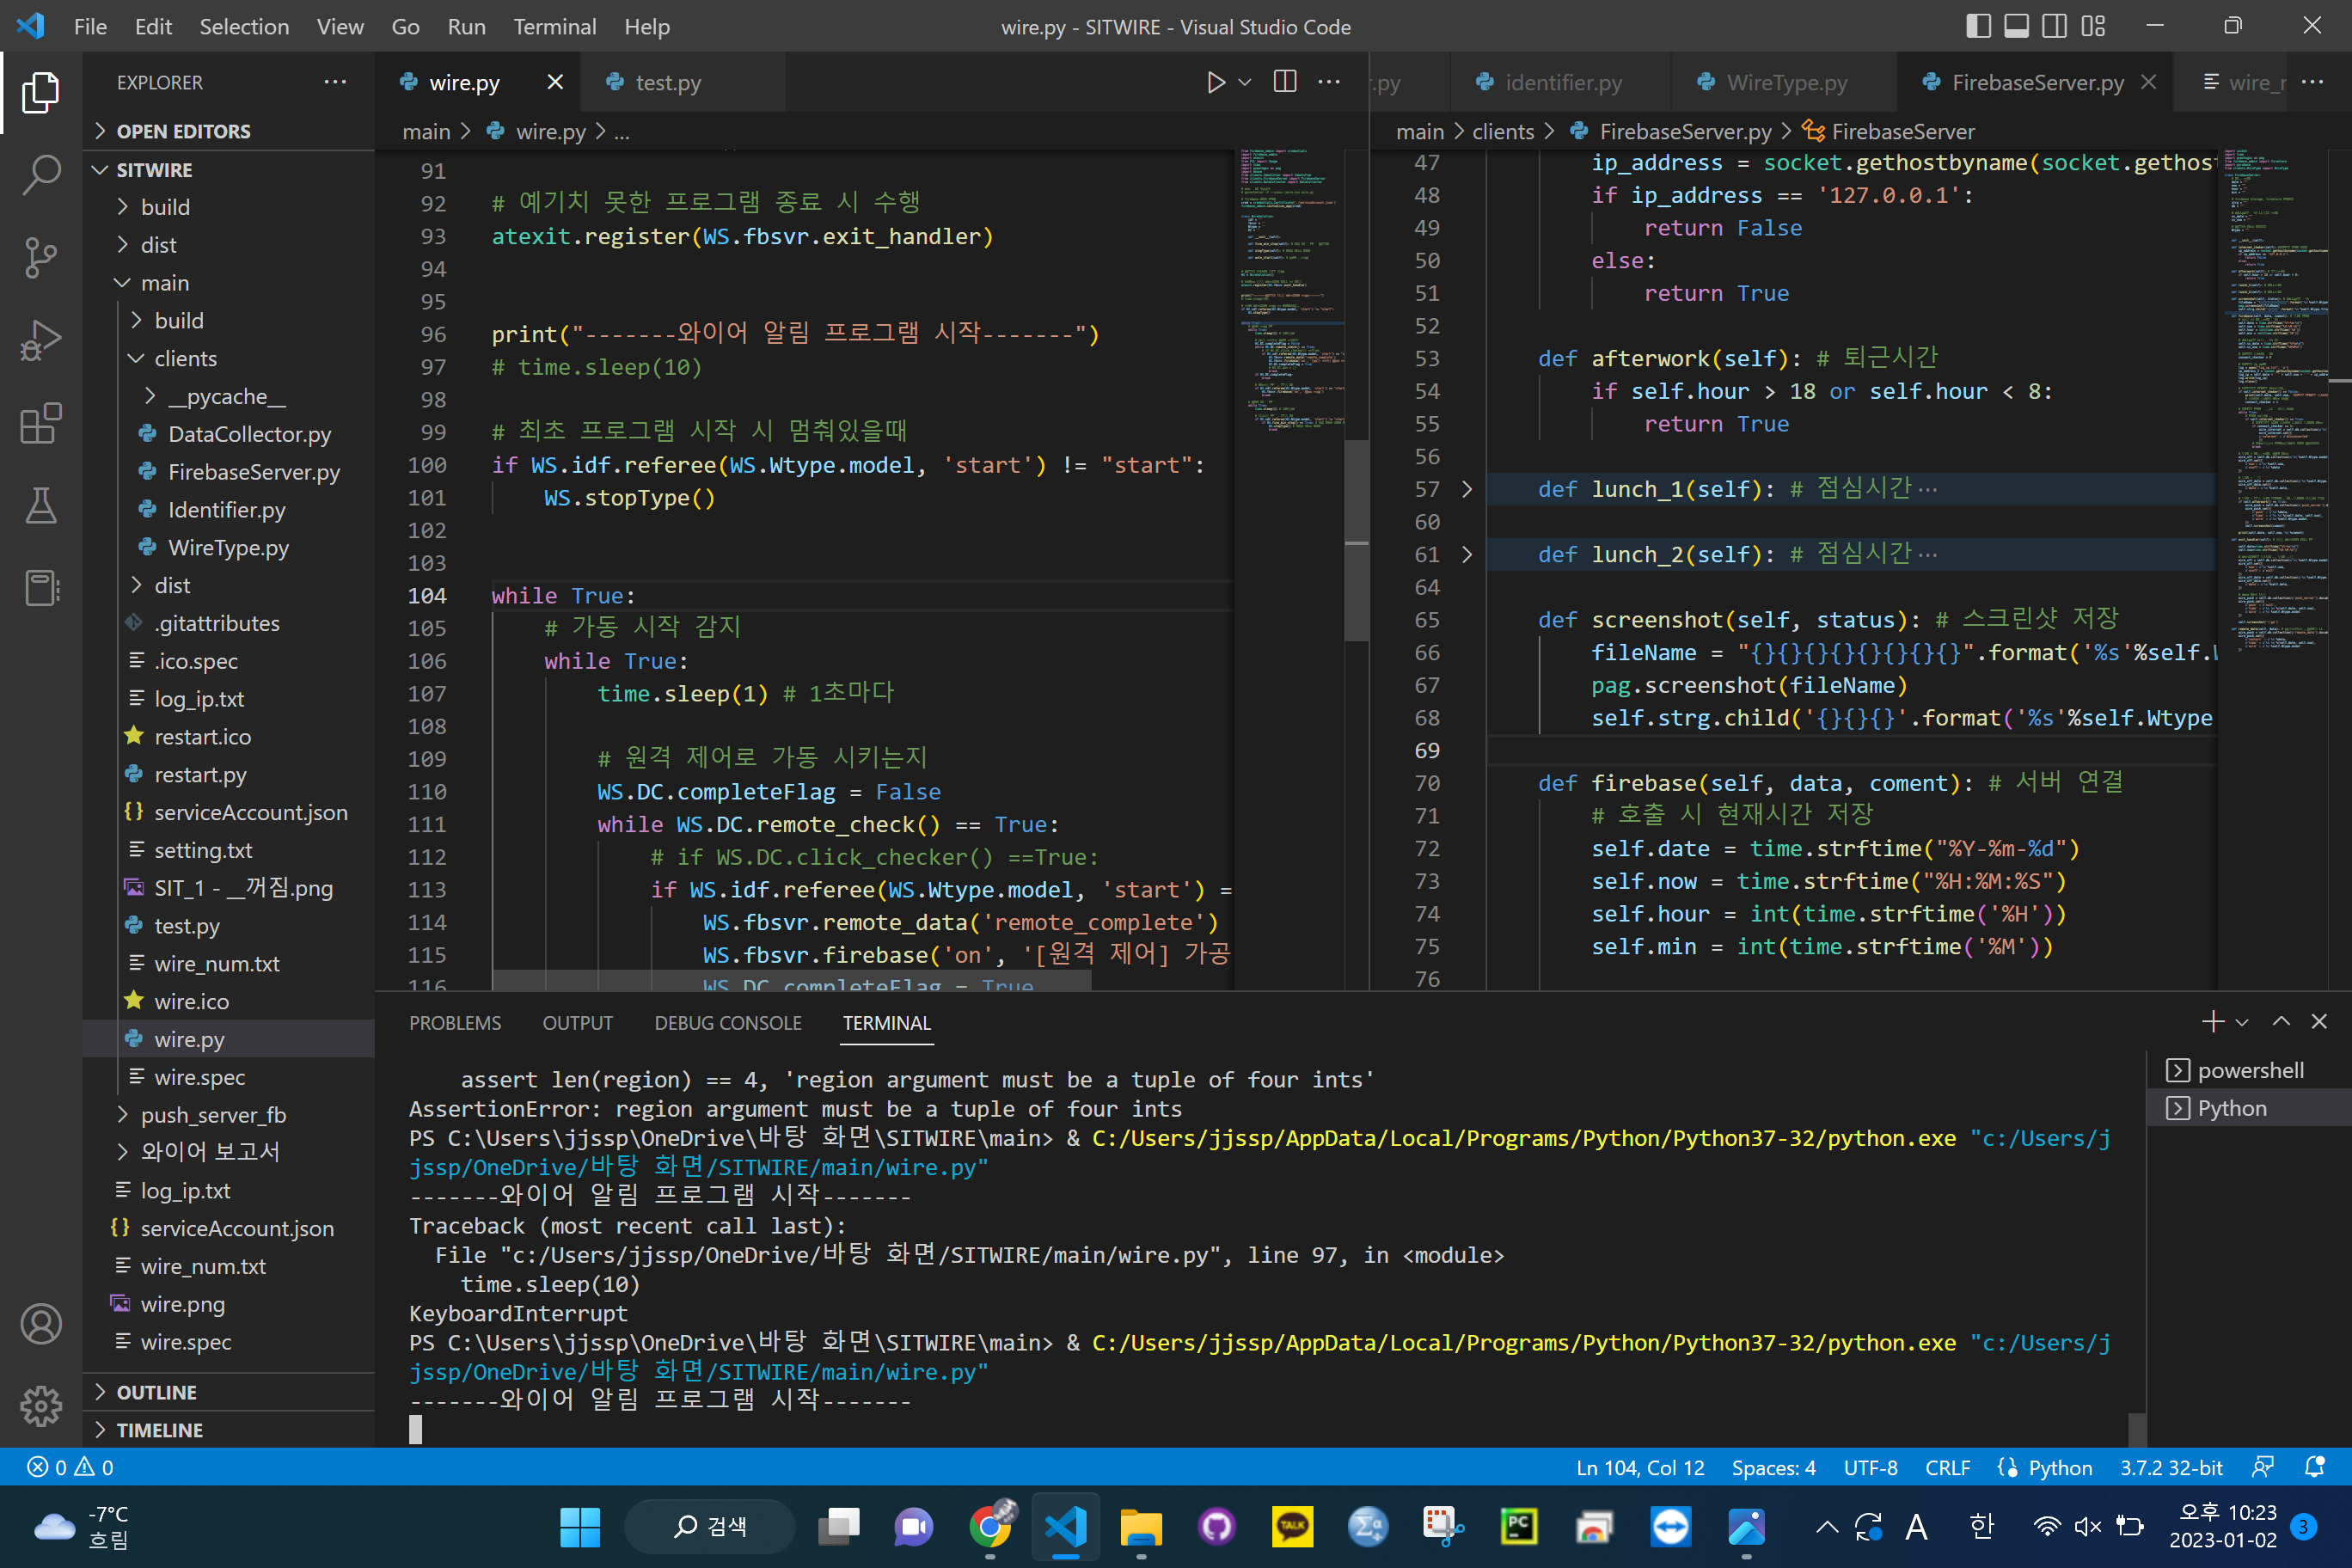 File Edit Selection View Go Run Terminal Help
wire.py - SITWIRE - Visual Studio Code
EXPLORER
OPEN EDITORS
SITWIRE
build
dist
main
build
clients
__pycache__
DataCollector.py
FirebaseServer.py
Identifier.py
WireType.py
dist
.gitattributes
.ico.spec
log_ip.txt
restart.ico
restart.py
serviceAccount.json
setting.txt
SIT_1 - __꺼짐.png
test.py
wire_num.txt
wire.ico
wire.py
wire.spec
push_server_fb
와이어 보고서
log_ip.txt
serviceAccount.json
wire_num.txt
wire.png
wire.spec
OUTLINE
TIMELINE
wire.py test.py
main > wire.py > ...
91
92 # 예기치 못한 프로그램 종료 시 수행
93 atexit.register(WS.fbsvr.exit_handler)
94
95
96 print("-------와이어 알림 프로그램 시작-------")
97 # time.sleep(10)
98
99 # 최초 프로그램 시작 시 멈춰있을때
100 if WS.idf.referee(WS.Wtype.model, 'start') != "start":
101 WS.stopType()
102
103
104 while True:
105 # 가동 시작 감지
106 while True:
107 time.sleep(1) # 1초마다
108
109 # 원격 제어로 가동 시키는지
110 WS.DC.completeFlag = False
111 while WS.DC.remote_check() == True:
112 # if WS.DC.click_checker() ==True:
113 if WS.idf.referee(WS.Wtype.model, 'start') =
114 WS.fbsvr.remote_data('remote_complete')
115 WS.fbsvr.firebase('on', '[원격 제어] 가공
116 WS.DC.completeFlag = True
.py identifier.py WireType.py FirebaseServer.py wire_r
main > clients > FirebaseServer.py > FirebaseServer
47 ip_address = socket.gethostbyname(socket.gethost
48 if ip_address == '127.0.0.1':
49 return False
50 else:
51 return True
52
53 def afterwork(self): # 퇴근시간
54 if self.hour > 18 or self.hour < 8:
55 return True
56
57 def lunch_1(self): # 점심시간 ...
60
61 def lunch_2(self): # 점심시간 ...
64
65 def screenshot(self, status): # 스크린샷 저장
66 fileName = "{}{}{}{}{}{}{}{}".format('%s'%self.W
67 pag.screenshot(fileName)
68 self.strg.child('{}{}{}'.format('%s'%self.Wtype
69
70 def firebase(self, data, coment): # 서버 연결
71 # 호출 시 현재시간 저장
72 self.date = time.strftime("%Y-%m-%d")
73 self.now = time.strftime("%H:%M:%S")
74 self.hour = int(time.strftime('%H'))
75 self.min = int(time.strftime('%M'))
76
PROBLEMS OUTPUT DEBUG CONSOLE TERMINAL
assert len(region) == 4, 'region argument must be a tuple of four ints'
AssertionError: region argument must be a tuple of four ints
PS C:\Users\jjssp\OneDrive\바탕 화면\SITWIRE\main> & C:/Users/jjssp/AppData/Local/Programs/Python/Python37-32/python.exe "c:/Users/j
jssp/OneDrive/바탕 화면/SITWIRE/main/wire.py"
-------와이어 알림 프로그램 시작-------
Traceback (most recent call last):
File "c:/Users/jjssp/OneDrive/바탕 화면/SITWIRE/main/wire.py", line 97, in <module>
time.sleep(10)
KeyboardInterrupt
PS C:\Users\jjssp\OneDrive\바탕 화면\SITWIRE\main> & C:/Users/jjssp/AppData/Local/Programs/Python/Python37-32/python.exe "c:/Users/j
jssp/OneDrive/바탕 화면/SITWIRE/main/wire.py"
-------와이어 알림 프로그램 시작-------
powershell
Python
0 0
Ln 104, Col 12 Spaces: 4 UTF-8 CRLF Python 3.7.2 32-bit
-7°C
흐림
검색
TALK
PC
A 한
오후 10:23
2023-01-02
3